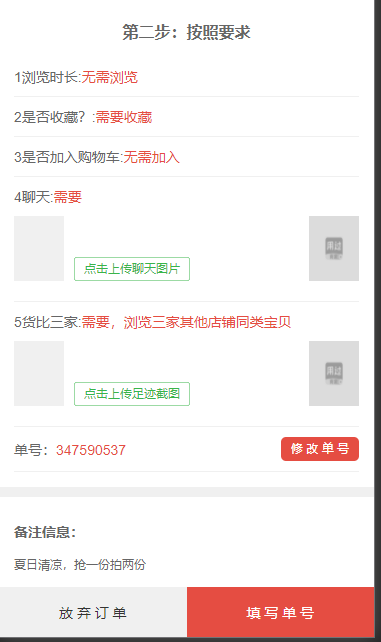 第二步：按照要求
1浏览时长:无需浏览
2是否收藏？:需要收藏
3是否加入购物车:无需加入
4聊天:需要
点击上传聊天图片
5货比三家:需要，浏览三家其他店铺同类宝贝
点击上传足迹截图
单号：347590537
修改单号
备注信息：
夏日清凉，抢一份拍两份
放弃订单
填写单号